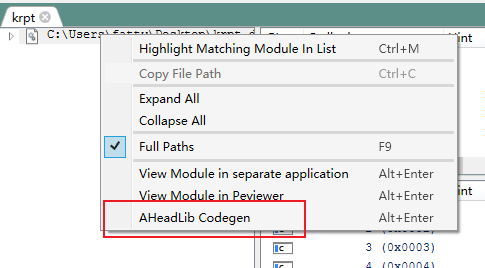 krpt
C:\Users\fatty\Desktop\krpt
Hint
Highlight Matching Module In List Ctrl+M
Copy File Path Ctrl+C
Expand All
Collapse All
Full Paths F9
View Module in separate application Alt+Enter
View Module in Peviewer Alt+Enter
AHeadLib Codegen Alt+Enter
int
3 (0x0003)
4 (0x0004)